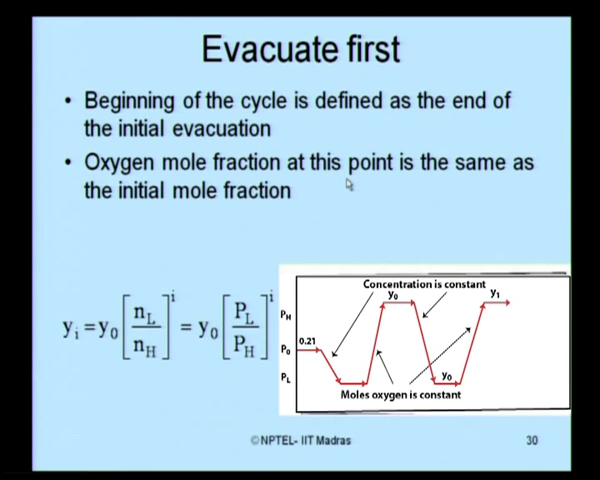 Evacuate first
• Beginning of the cycle is defined as the end of
the initial evacuation
• Oxygen mole fraction at this point is the same as
the initial mole fraction
y_i = y_0 [n_L / n_H]^i = y_0 [P_L / P_H]^i
Concentration is constant
y₀ y₁
P_H
P₀ 0.21
P_L y₀
Moles oxygen is constant
©NPTEL- IIT Madras 30